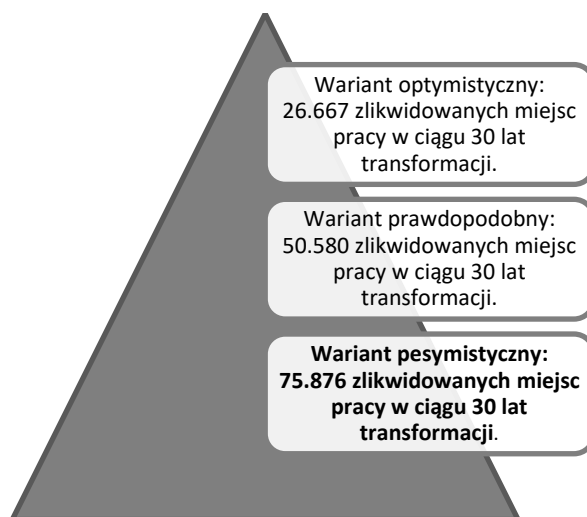 Wariant optymistyczny:
26.667 zlikwidowanych miejsc
pracy w ciągu 30 lat
transformacji.
Wariant prawdopodobny:
50.580 zlikwidowanych miejsc
pracy w ciągu 30 lat
transformacji.
Wariant pesymistyczny:
75.876 zlikwidowanych miejsc
pracy w ciągu 30 lat
transformacji.